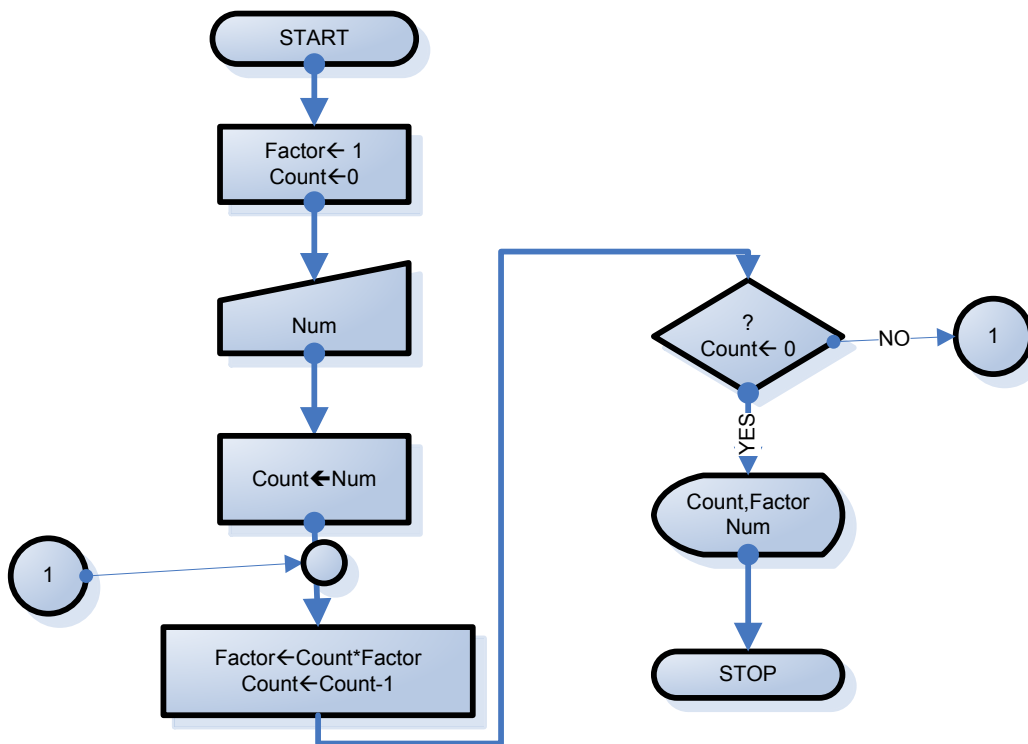 START
Factor← 1
Count←0
Num
Count←Num
1
Factor←Count*Factor
Count←Count-1
?
Count← 0
NO
1
YES
Count,Factor
Num
STOP